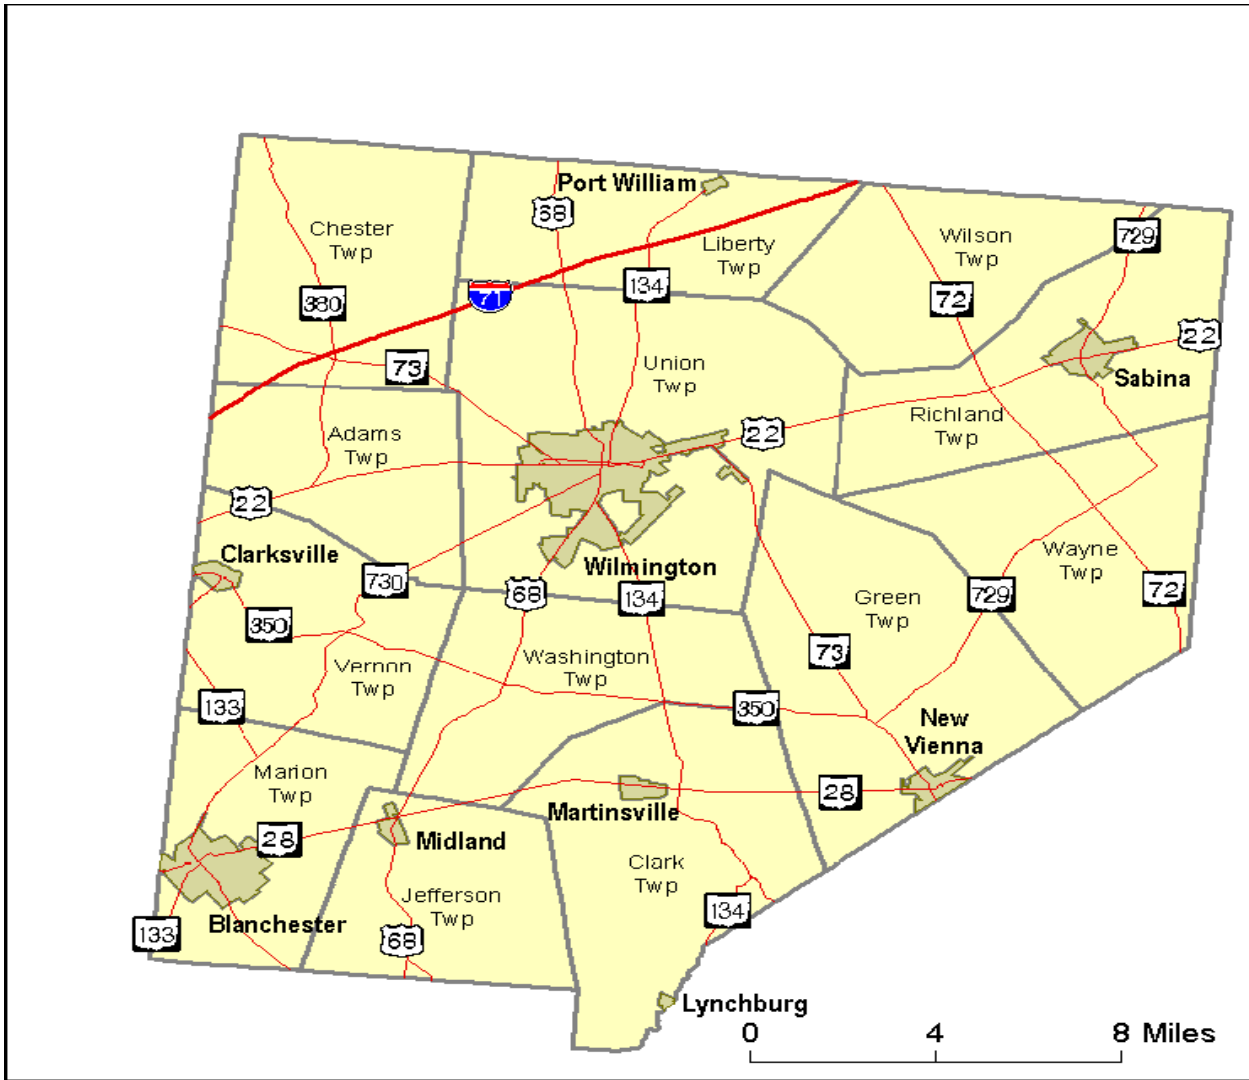 Port William
68
Chester
Twp
Liberty
Twp
Wilson
Twp
729
71
134
380
72
22
73
Union
Twp
Sabina
Adams
Twp
22
Richland
Twp
22
Clarksville
Wilmington
730
68
134
Wayne
Twp
72
729
Green
Twp
350
Vernon
Twp
Washington
Twp
73
133
350
New
Vienna
Marion
Twp
28
Martinsville
28
Midland
Clark
Twp
Jefferson
Twp
134
Blanchester
133
68
Lynchburg
0 4 8 Miles